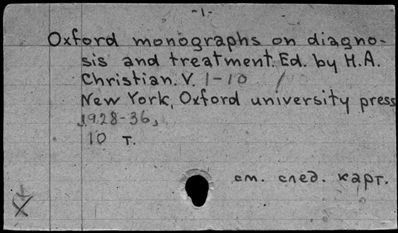 -1-
Oxford monographs on diagno-
sis and treatment. Ed. by H.A.
Christian. V. 1-10
New York, Oxford university press
1928-36,
10 т.
см. след. карт.